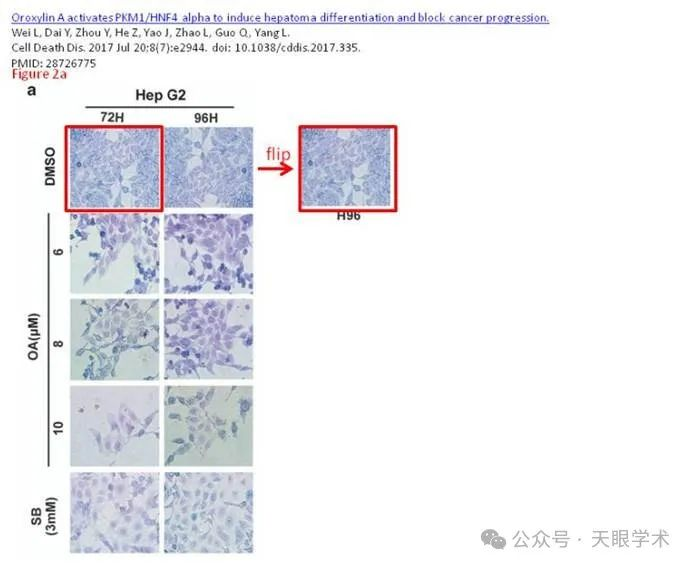 Oroxylin A activates PKM1/HNF4 alpha to induce hepatoma differentiation and block cancer progression.
Wei L, Dai Y, Zhou Y, He Z, Yao J, Zhao L, Guo Q, Yang L.
Cell Death Dis. 2017 Jul 20;8(7):e2944. doi: 10.1038/cddis.2017.335.
PMID: 28726775
Figure 2a
a
Hep G2
72H 96H
DMSO
flip
H96
OA(µM)
6
8
10
SB
(3mM)
公众号 · 天眼学术